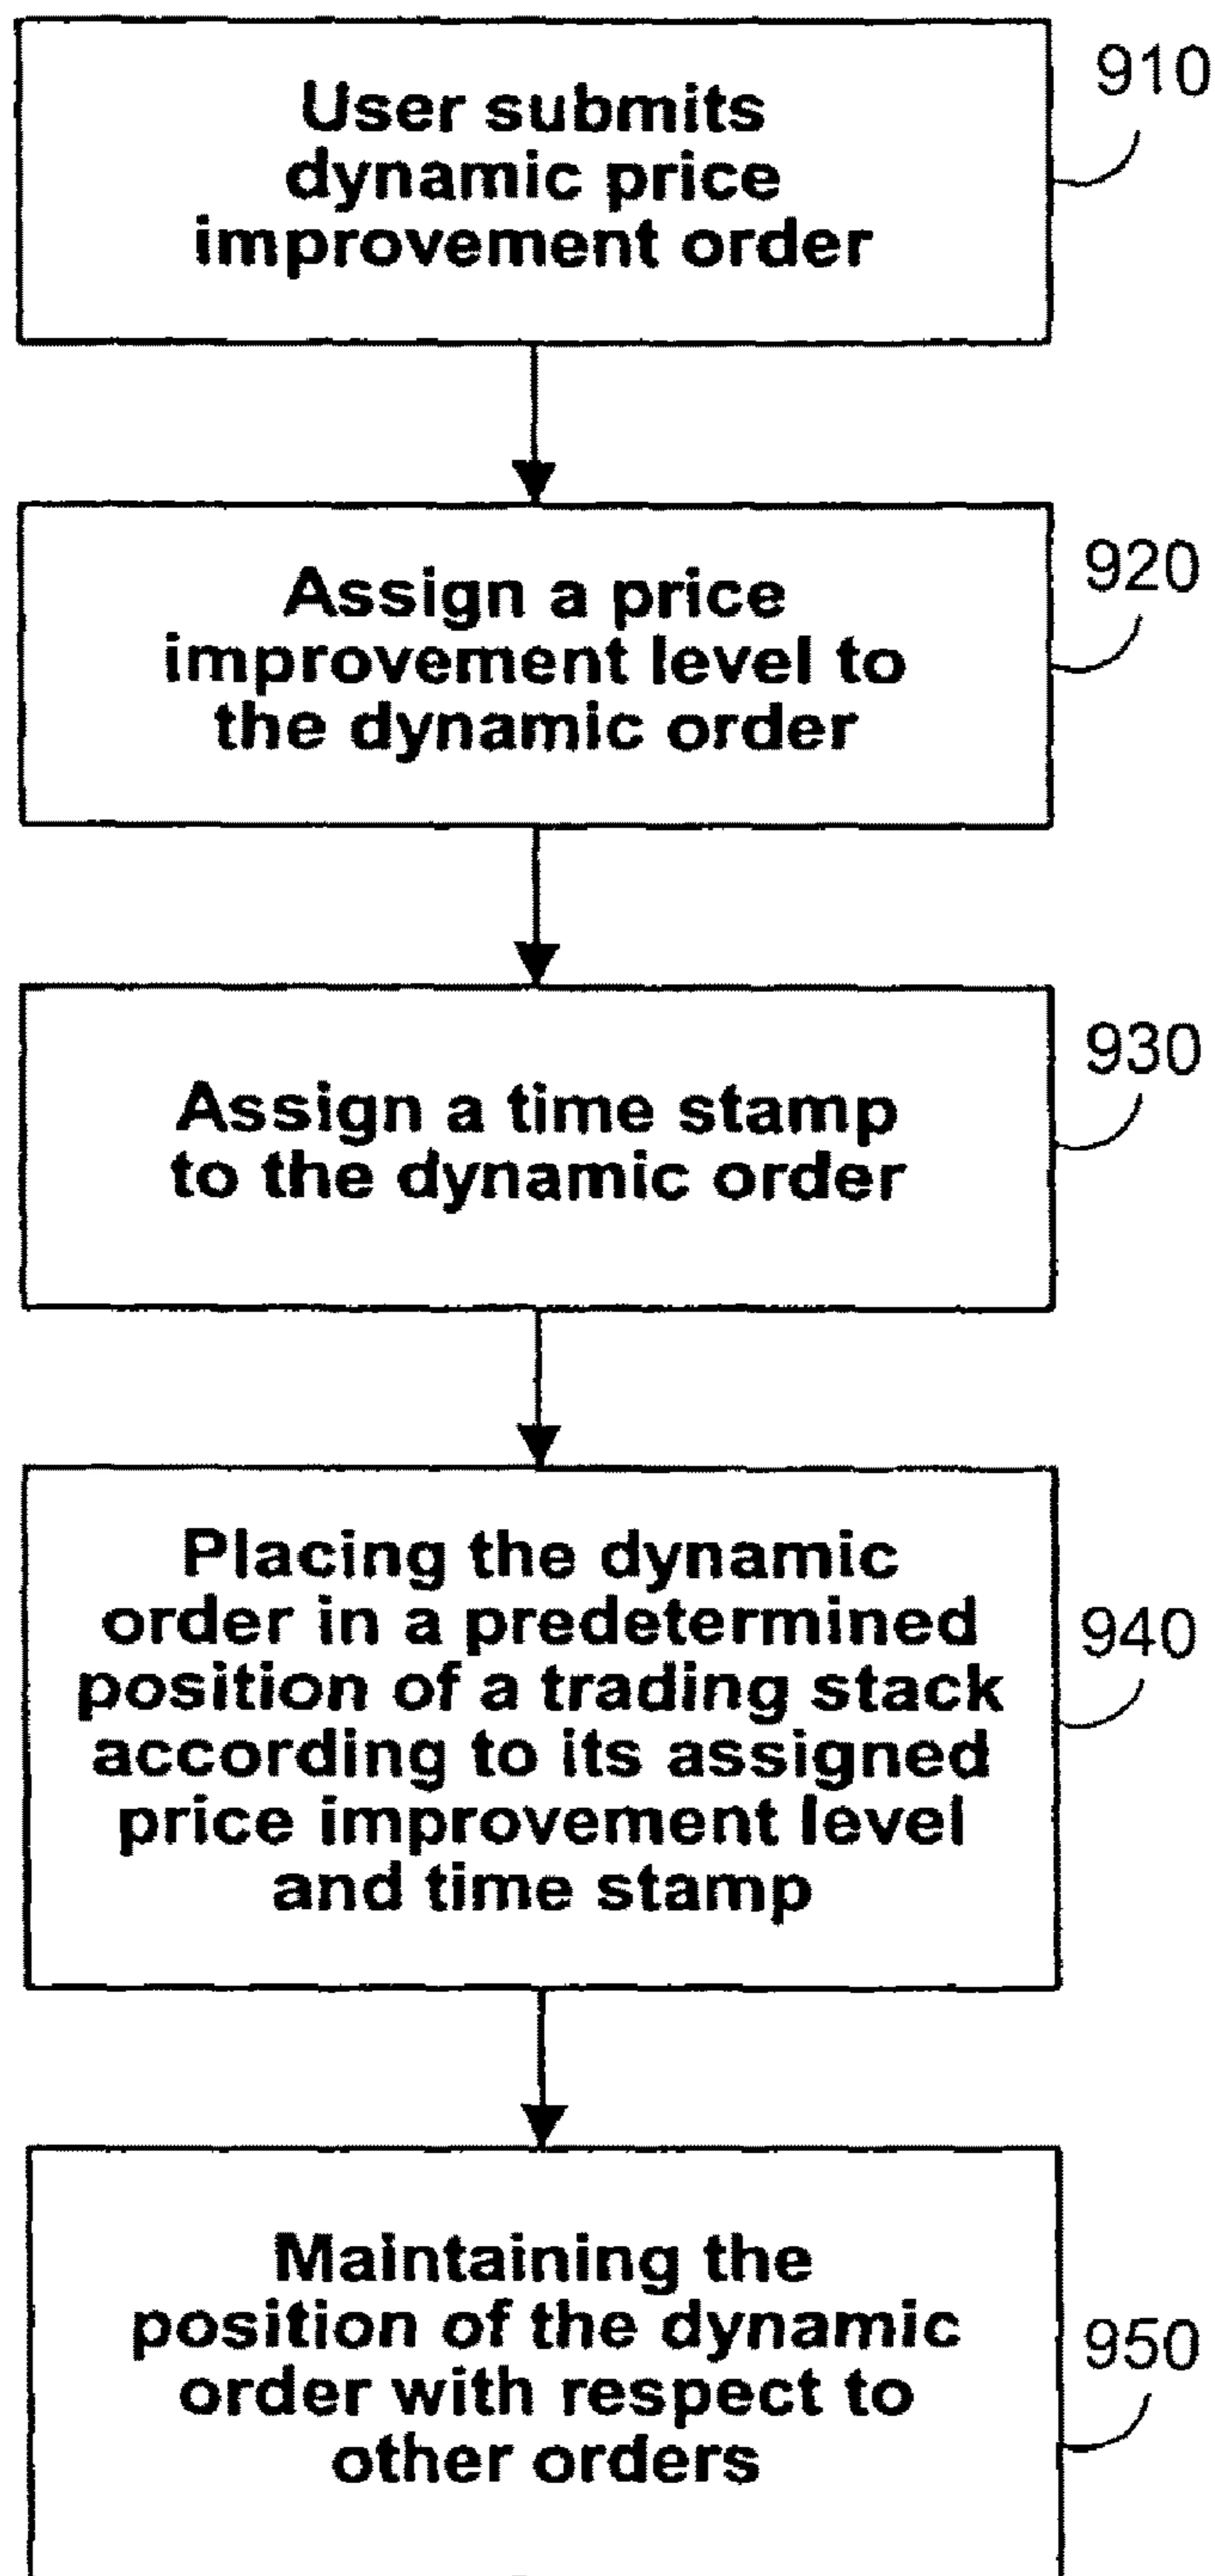 User submits
dynamic price
improvement order
910
Assign a price
improvement level to
the dynamic order
920
Assign a time stamp
to the dynamic order
930
Placing the dynamic
order in a predetermined
position of a trading stack
according to its assigned
price improvement level
and time stamp
940
Maintaining the
position of the dynamic
order with respect to
other orders
950